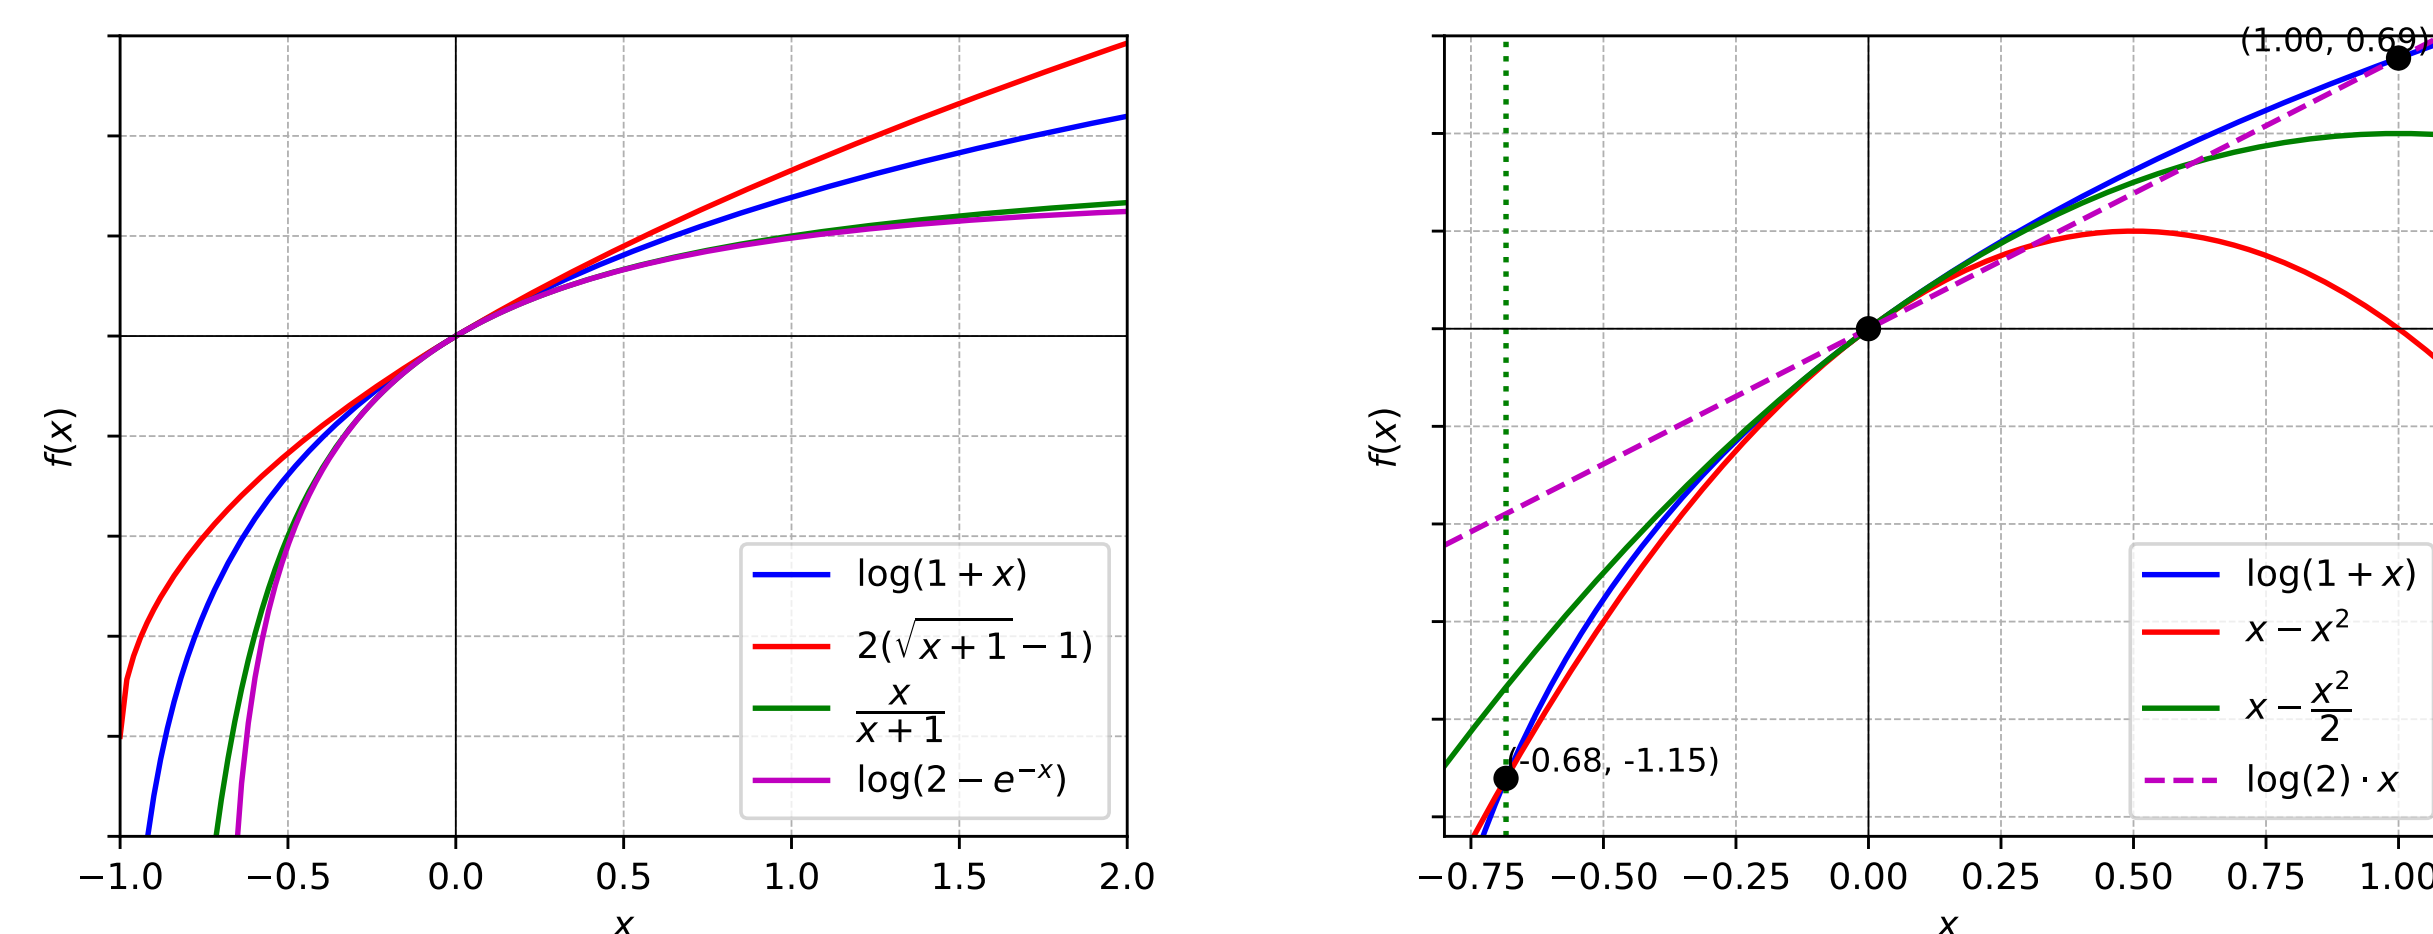 f(x)
log(1 + x)
2(√x + 1 − 1)
x
x + 1
log(2 − e⁻ˣ)
−1.0 −0.5 0.0 0.5 1.0 1.5 2.0
x
(1.00, 0.69)
f(x)
(-0.68, -1.15)
log(1 + x)
x − x²
x − x²/2
log(2) · x
−0.75 −0.50 −0.25 0.00 0.25 0.50 0.75 1.00
x